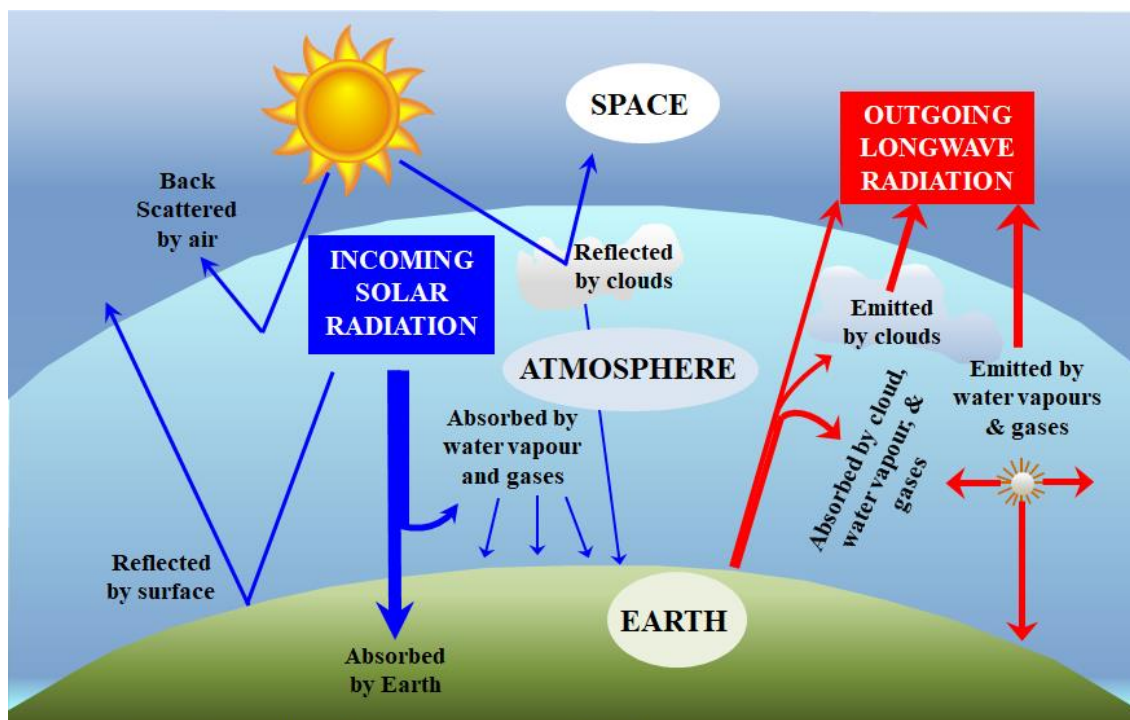 SPACE
OUTGOING
LONGWAVE
RADIATION
Back
Scattered
by air
INCOMING
SOLAR
RADIATION
Reflected
by clouds
Emitted
by clouds
ATMOSPHERE
Emitted by
water vapours
& gases
Absorbed by
water vapour
and gases
Absorbed by cloud,
water vapour, &
gases
Reflected
by surface
EARTH
Absorbed
by Earth